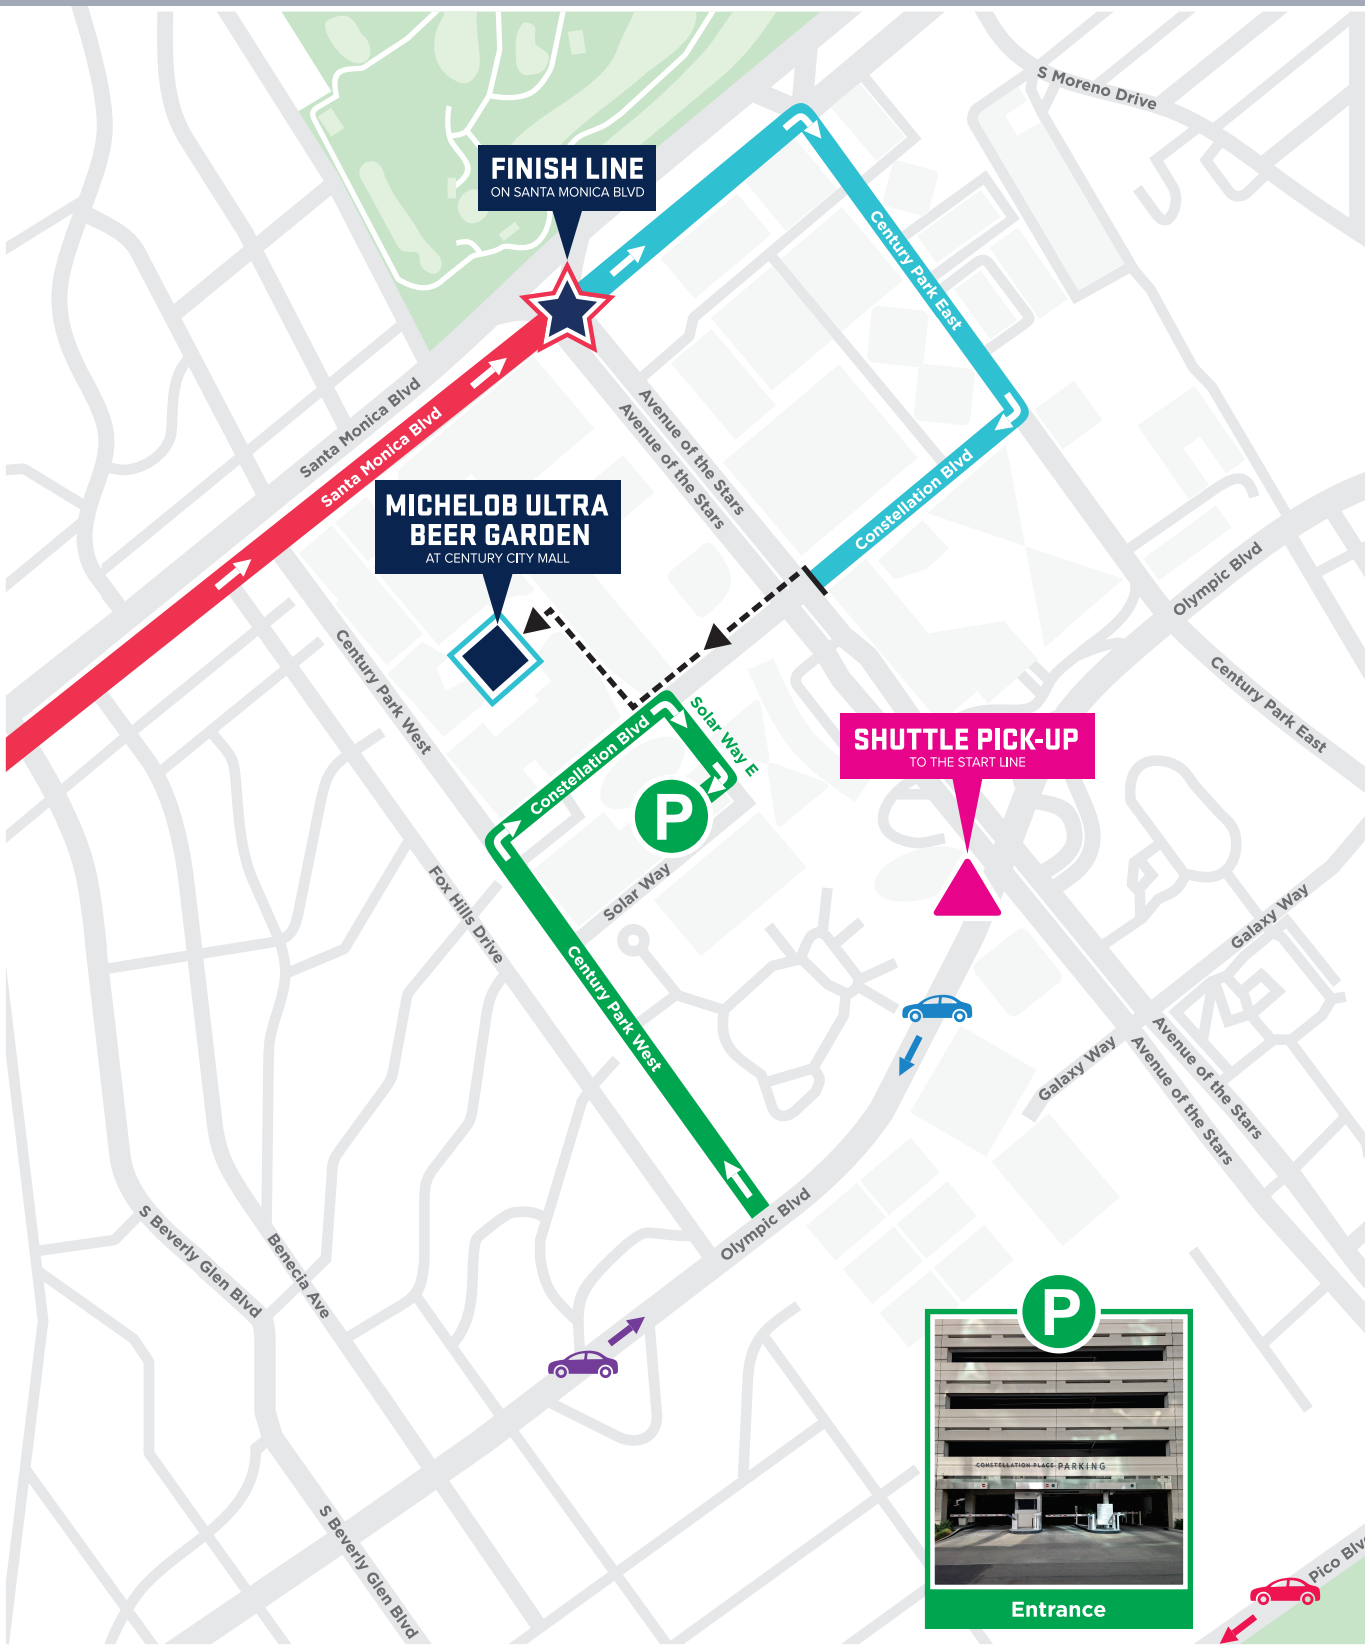 S Moreno Drive
FINISH LINE
ON SANTA MONICA BLVD
Century Park East
Santa Monica Blvd
Santa Monica Blvd
Avenue of the Stars
Avenue of the Stars
Constellation Blvd
MICHELOB ULTRA
BEER GARDEN
AT CENTURY CITY MALL
Olympic Blvd
Century Park West
Century Park East
Solar Way E
Constellation Blvd
SHUTTLE PICK-UP
TO THE START LINE
P
Solar Way
Fox Hills Drive
Galaxy Way
Century Park West
Galaxy Way
Avenue of the Stars
Avenue of the Stars
Olympic Blvd
S Beverly Glen Blvd
Benecia Ave
P
CONSTELLATION PLACE PARKING
S Beverly Glen Blvd
Pico Blv
Entrance